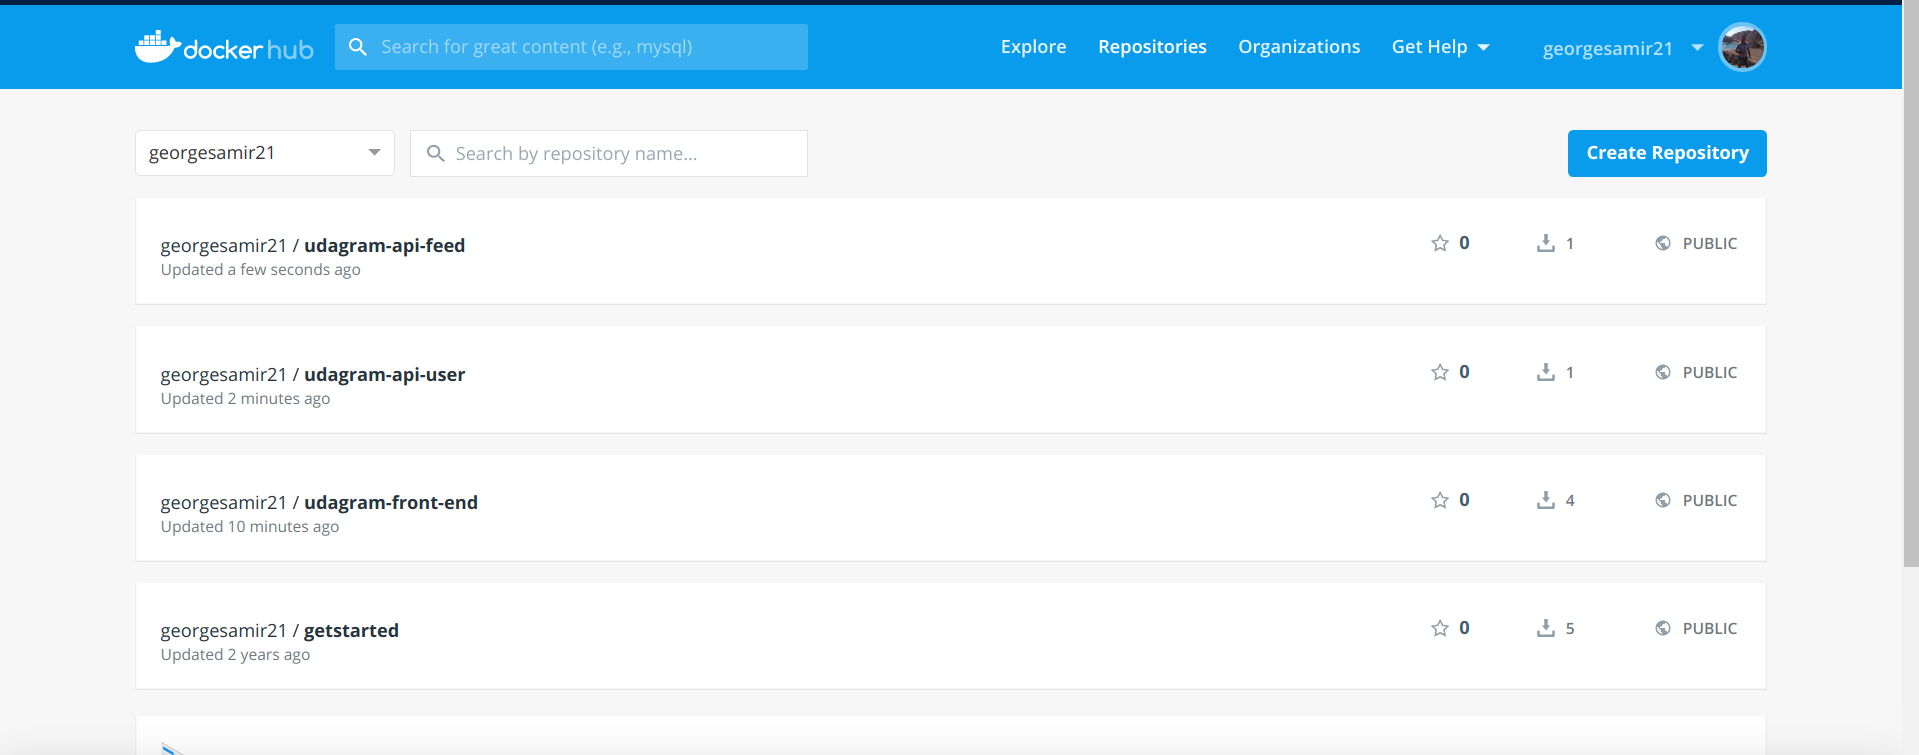 docker hub
Search for great content (e.g., mysql)
Explore
Repositories
Organizations
Get Help
georgesamir21
georgesamir21
Search by repository name...
Create Repository
georgesamir21 / udagram-api-feed
0
1
PUBLIC
Updated a few seconds ago
georgesamir21 / udagram-api-user
0
1
PUBLIC
Updated 2 minutes ago
georgesamir21 / udagram-front-end
0
4
PUBLIC
Updated 10 minutes ago
georgesamir21 / getstarted
0
5
PUBLIC
Updated 2 years ago